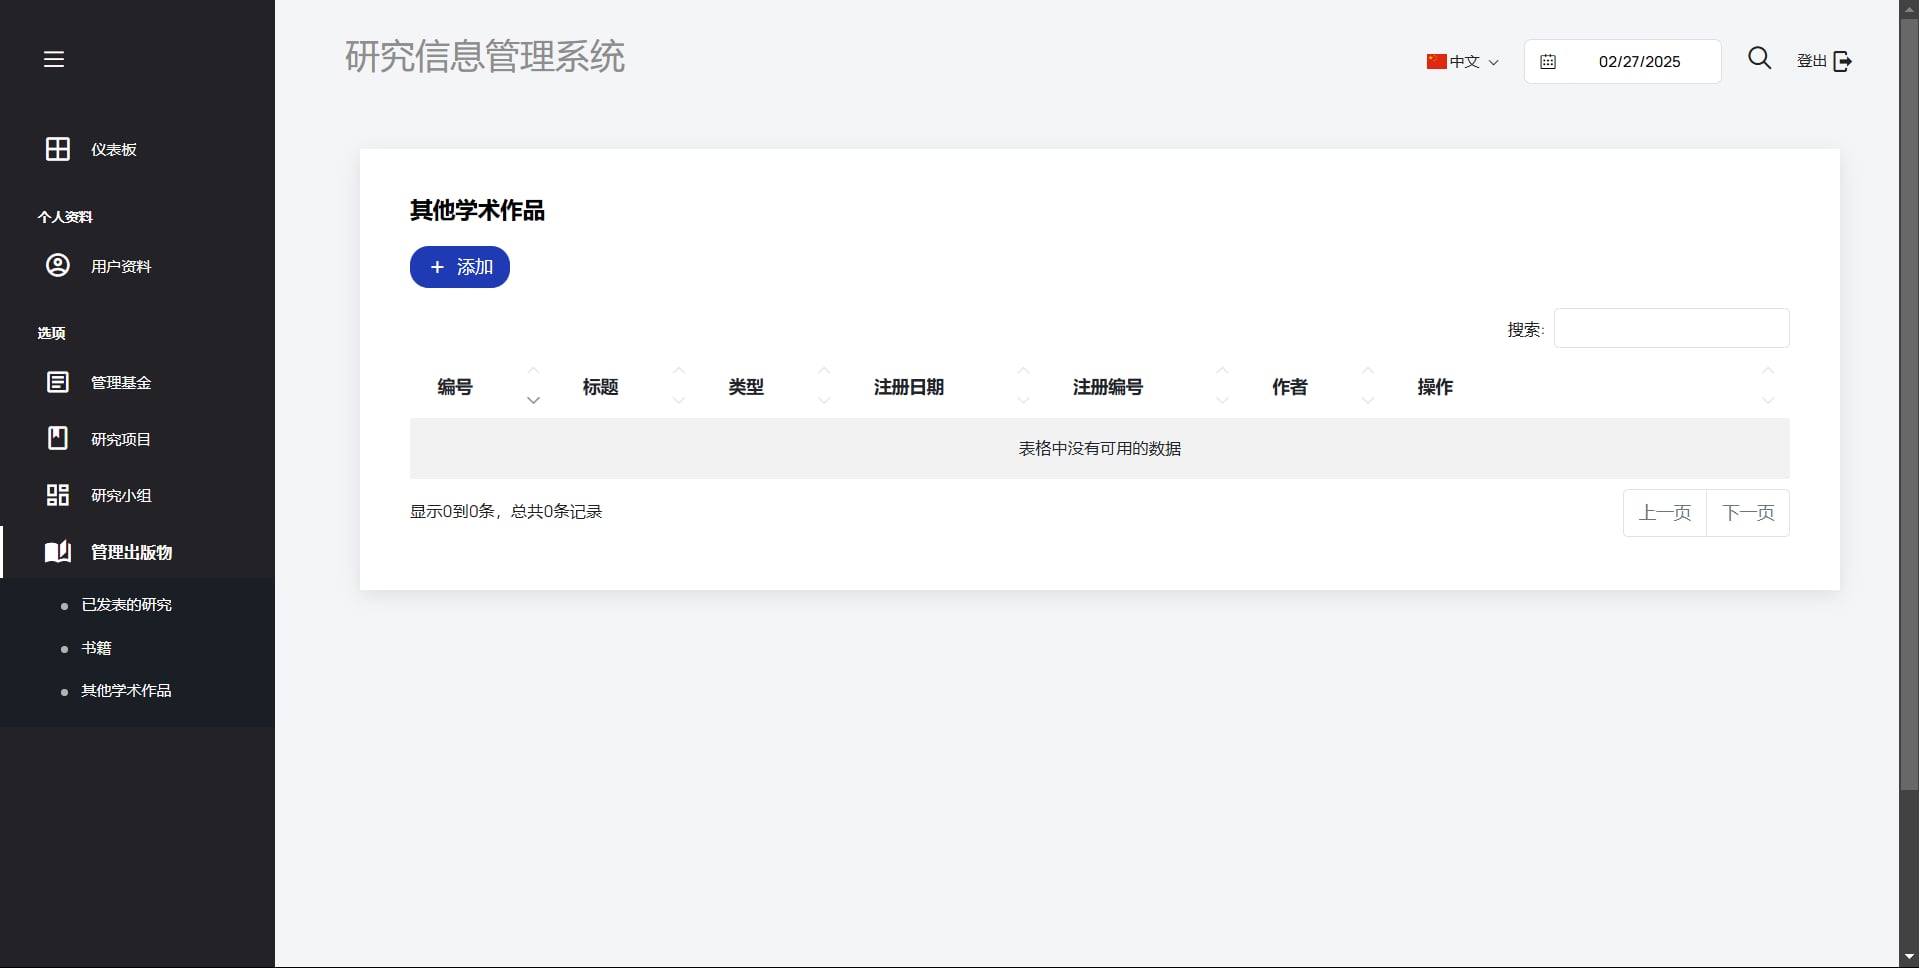 研究信息管理系统
中文
02/27/2025
登出
仪表板
个人资料
用户资料
选项
管理基金
研究项目
研究小组
管理出版物
已发表的研究
书籍
其他学术作品
其他学术作品
+ 添加
搜索:
编号 标题 类型 注册日期 注册编号 作者 操作
表格中没有可用的数据
显示0到0条，总共0条记录
上一页 下一页